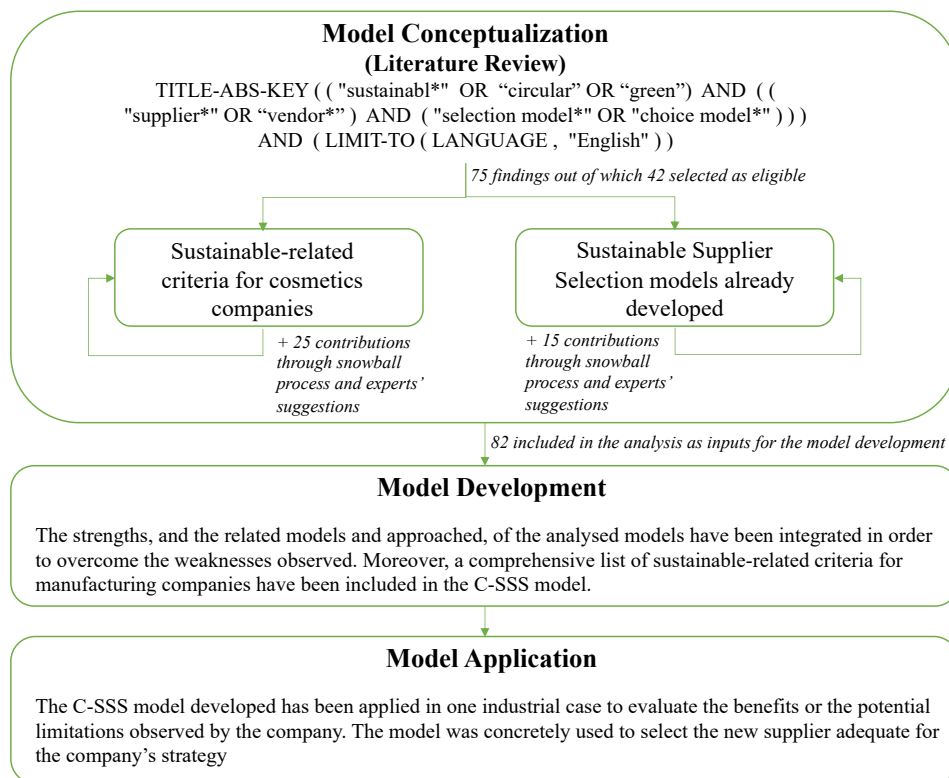 Model Conceptualization
(Literature Review)
TITLE-ABS-KEY ( ( "sustainabl*" OR “circular” OR “green”) AND ( (
"supplier*" OR “vendor*” ) AND ( "selection model*" OR "choice model*" ) ) )
AND ( LIMIT-TO ( LANGUAGE , "English" ) )
75 findings out of which 42 selected as eligible
Sustainable-related
criteria for cosmetics
companies
Sustainable Supplier
Selection models already
developed
+ 25 contributions
through snowball
process and experts’
suggestions
+ 15 contributions
through snowball
process and experts’
suggestions
82 included in the analysis as inputs for the model development
Model Development
The strengths, and the related models and approached, of the analysed models have been integrated in order
to overcome the weaknesses observed. Moreover, a comprehensive list of sustainable-related criteria for
manufacturing companies have been included in the C-SSS model.
Model Application
The C-SSS model developed has been applied in one industrial case to evaluate the benefits or the potential
limitations observed by the company. The model was concretely used to select the new supplier adequate for
the company’s strategy